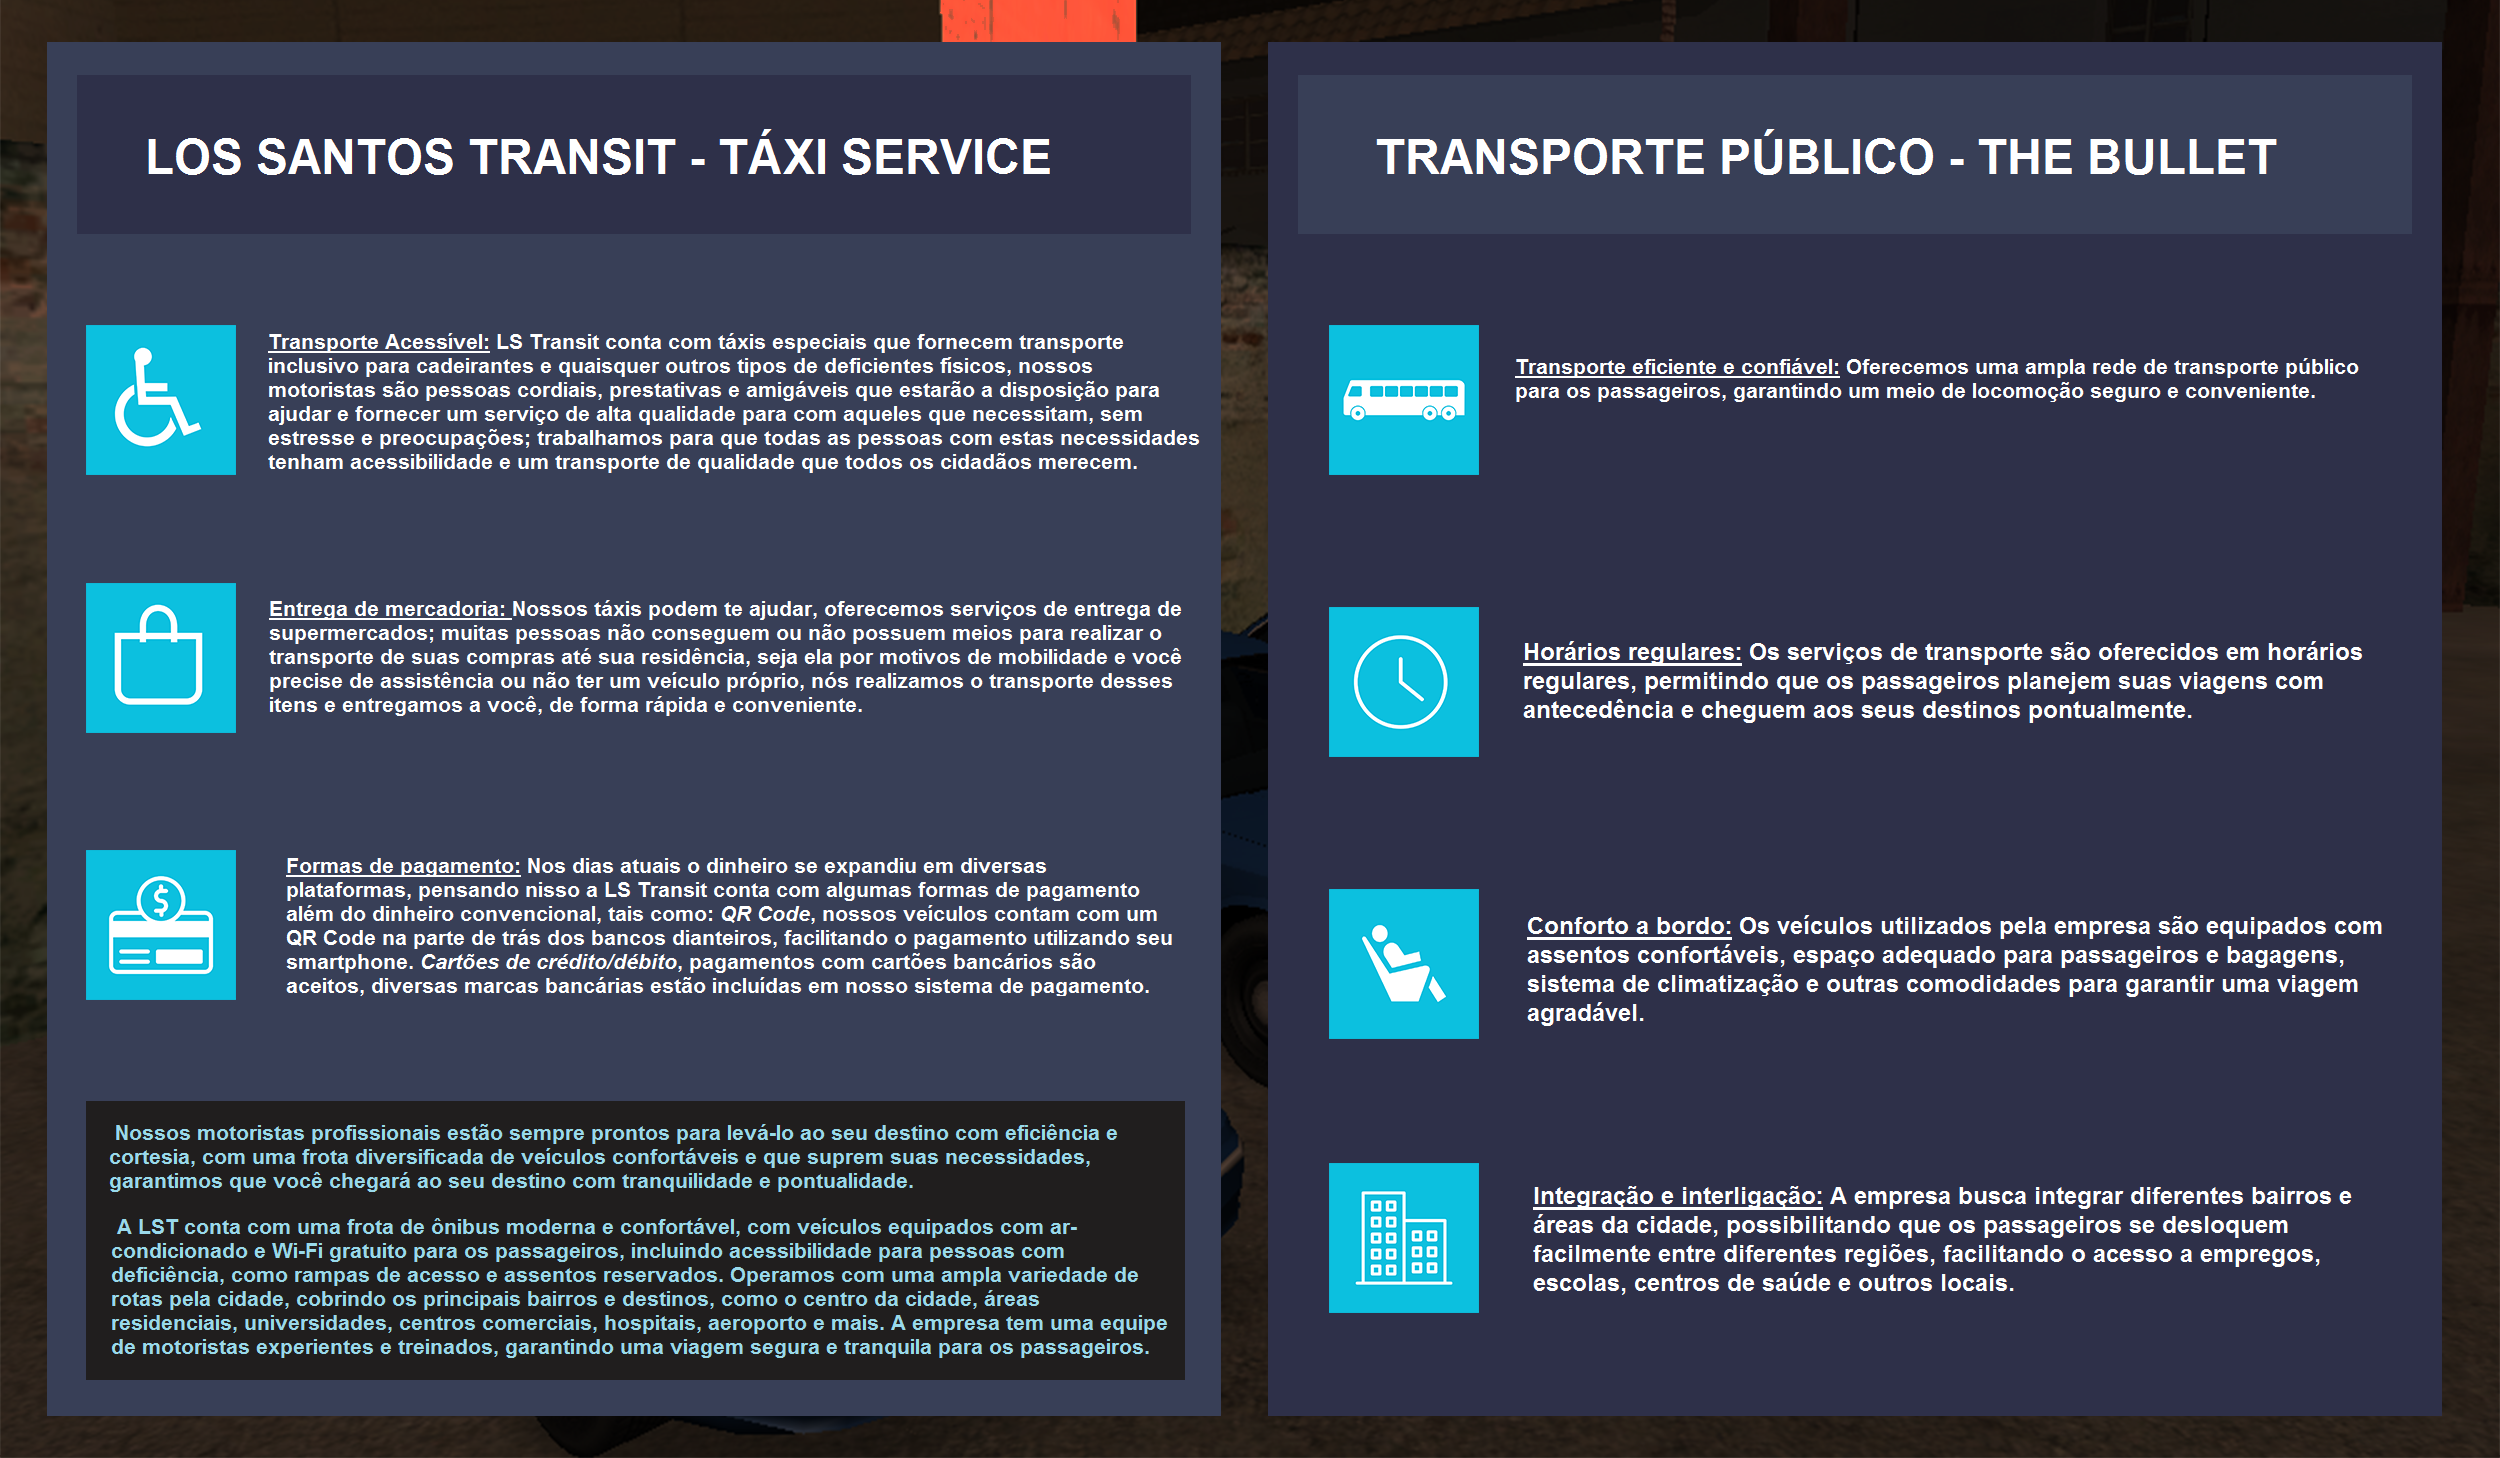 LOS SANTOS TRANSIT - TÁXI SERVICE
Transporte Acessível: LS Transit conta com táxis especiais que fornecem transporte
inclusivo para cadeirantes e quaisquer outros tipos de deficientes físicos, nossos
motoristas são pessoas cordiais, prestativas e amigáveis que estarão a disposição para
ajudar e fornecer um serviço de alta qualidade para com aqueles que necessitam, sem
estresse e preocupações; trabalhamos para que todas as pessoas com estas necessidades
tenham acessibilidade e um transporte de qualidade que todos os cidadãos merecem.
Entrega de mercadoria: Nossos táxis podem te ajudar, oferecemos serviços de entrega de
supermercados; muitas pessoas não conseguem ou não possuem meios para realizar o
transporte de suas compras até sua residência, seja ela por motivos de mobilidade e você
precise de assistência ou não ter um veículo próprio, nós realizamos o transporte desses
itens e entregamos a você, de forma rápida e conveniente.
Formas de pagamento: Nos dias atuais o dinheiro se expandiu em diversas
plataformas, pensando nisso a LS Transit conta com algumas formas de pagamento
além do dinheiro convencional, tais como: QR Code, nossos veículos contam com um
QR Code na parte de trás dos bancos dianteiros, facilitando o pagamento utilizando seu
smartphone. Cartões de crédito/débito, pagamentos com cartões bancários são
aceitos, diversas marcas bancárias estão incluídas em nosso sistema de pagamento.
Nossos motoristas profissionais estão sempre prontos para levá-lo ao seu destino com eficiência e
cortesia, com uma frota diversificada de veículos confortáveis e que suprem suas necessidades,
garantimos que você chegará ao seu destino com tranquilidade e pontualidade.
A LST conta com uma frota de ônibus moderna e confortável, com veículos equipados com ar-
condicionado e Wi-Fi gratuito para os passageiros, incluindo acessibilidade para pessoas com
deficiência, como rampas de acesso e assentos reservados. Operamos com uma ampla variedade de
rotas pela cidade, cobrindo os principais bairros e destinos, como o centro da cidade, áreas
residenciais, universidades, centros comerciais, hospitais, aeroporto e mais. A empresa tem uma equipe
de motoristas experientes e treinados, garantindo uma viagem segura e tranquila para os passageiros.
TRANSPORTE PÚBLICO - THE BULLET
Transporte eficiente e confiável: Oferecemos uma ampla rede de transporte público
para os passageiros, garantindo um meio de locomoção seguro e conveniente.
Horários regulares: Os serviços de transporte são oferecidos em horários
regulares, permitindo que os passageiros planejem suas viagens com
antecedência e cheguem aos seus destinos pontualmente.
Conforto a bordo: Os veículos utilizados pela empresa são equipados com
assentos confortáveis, espaço adequado para passageiros e bagagens,
sistema de climatização e outras comodidades para garantir uma viagem
agradável.
Integração e interligação: A empresa busca integrar diferentes bairros e
áreas da cidade, possibilitando que os passageiros se desloquem
facilmente entre diferentes regiões, facilitando o acesso a empregos,
escolas, centros de saúde e outros locais.